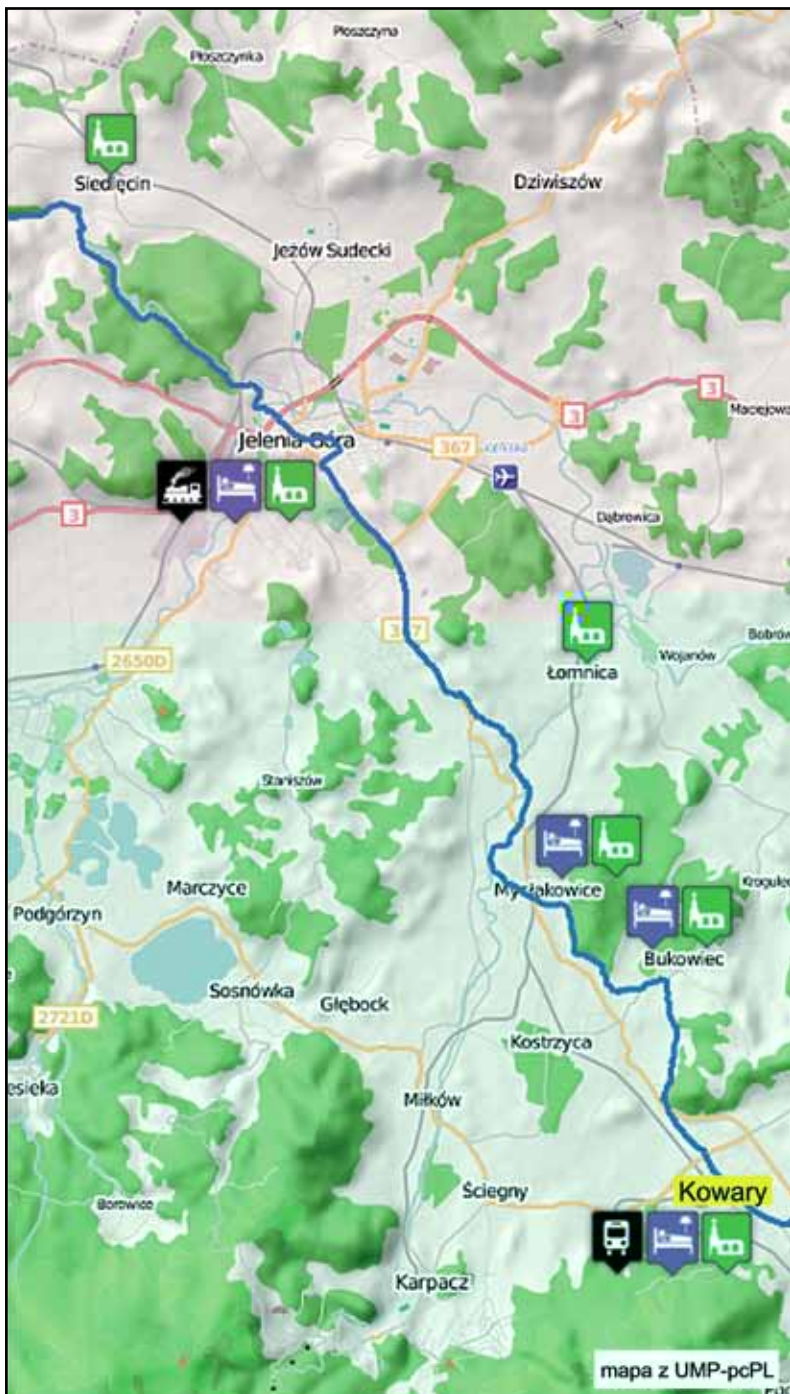 Płoszczyna
Płoszczynka
Siedlęcin
Dziwiszów
Jeżów Sudecki
3
3
Maciejowa
Jelenia Góra
367
3
Dąbrowica
2650D
Łomnica
Wojanów
Staniszów
Marczyce
Mysłakowice
Podgórzyn
Bukowiec
Sosnówka
Głębock
2721D
Kostrzyca
Miłków
Ściegny
Kowary
Borowice
Karpacz
mapa z UMP-pcPL